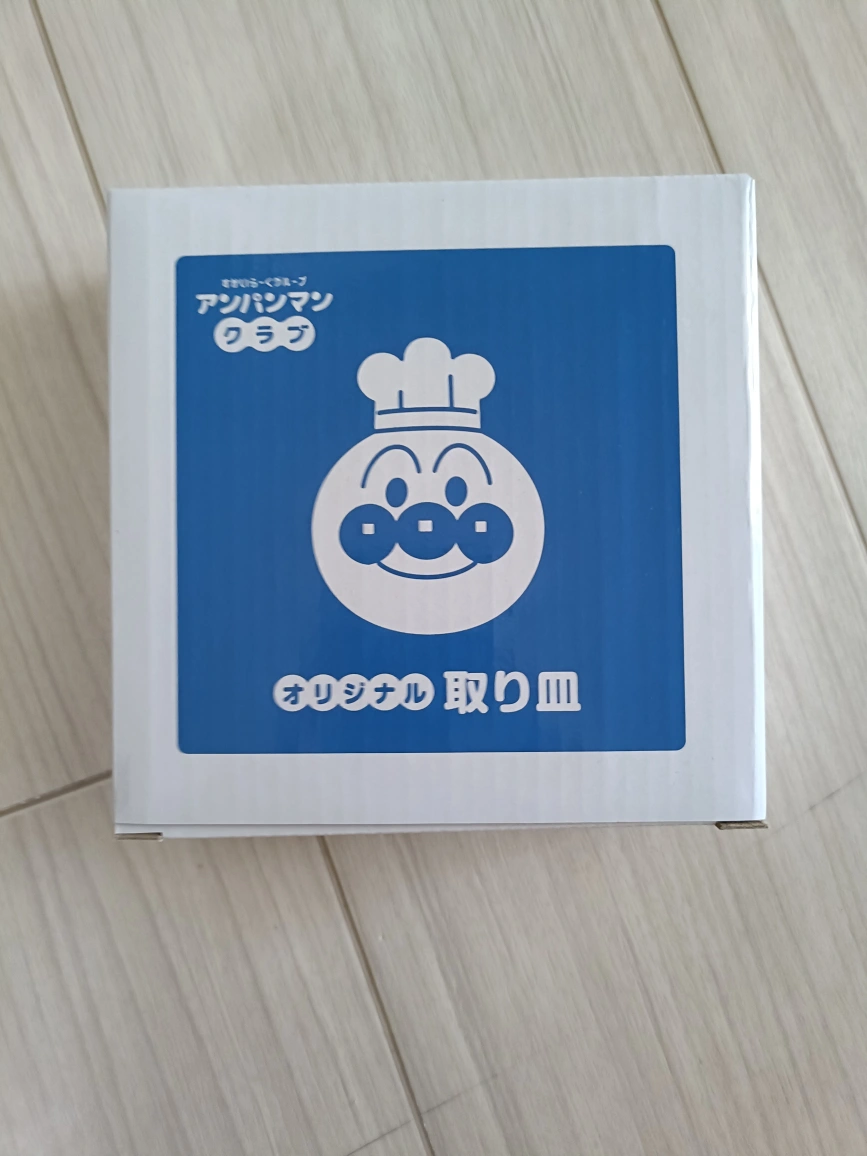 すかいらーくグループ
アンパンマン
クラブ
オリジナル 取り皿